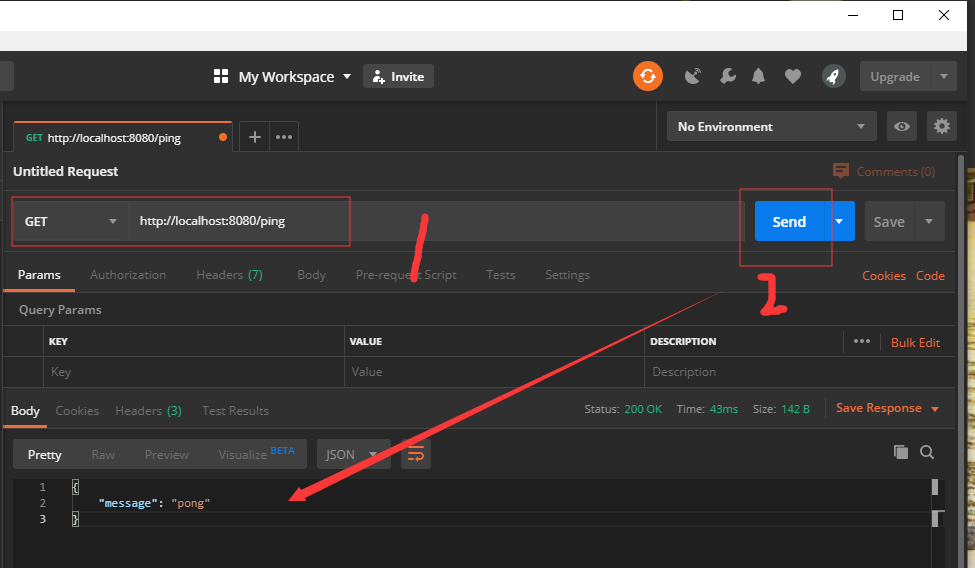 My Workspace Invite Upgrade
GET http://localhost:8080/ping No Environment
Untitled Request Comments (0)
GET http://localhost:8080/ping Send Save
1
2
Params Authorization Headers (7) Body Pre-request Script Tests Settings Cookies Code
Query Params
KEY VALUE DESCRIPTION Bulk Edit
Key Value Description
Body Cookies Headers (3) Test Results Status: 200 OK Time: 43ms Size: 142 B Save Response
Pretty Raw Preview Visualize BETA JSON
1 {
2 "message": "pong"
3 }